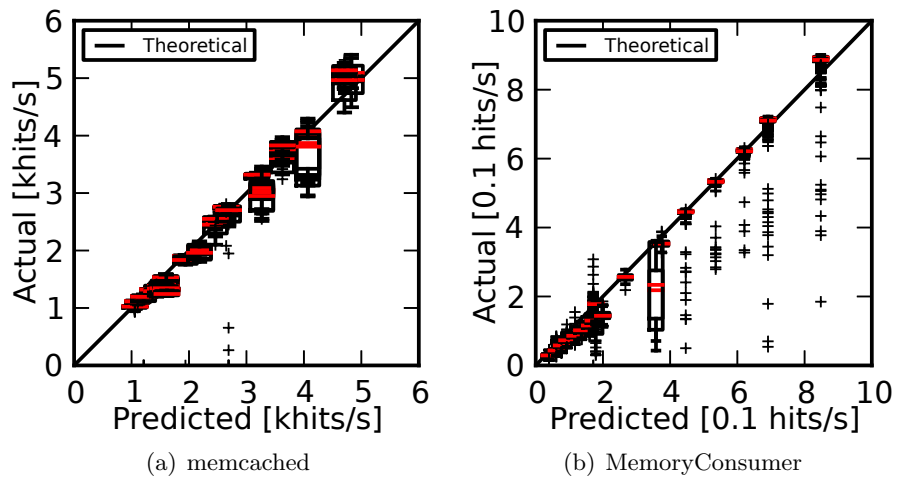 6
5
4
3
2
1
0
Actual [khits/s]
Theoretical
0 1 2 3 4 5 6
Predicted [khits/s]
(a) memcached
10
8
6
4
2
0
Actual [0.1 hits/s]
Theoretical
0 2 4 6 8 10
Predicted [0.1 hits/s]
(b) MemoryConsumer